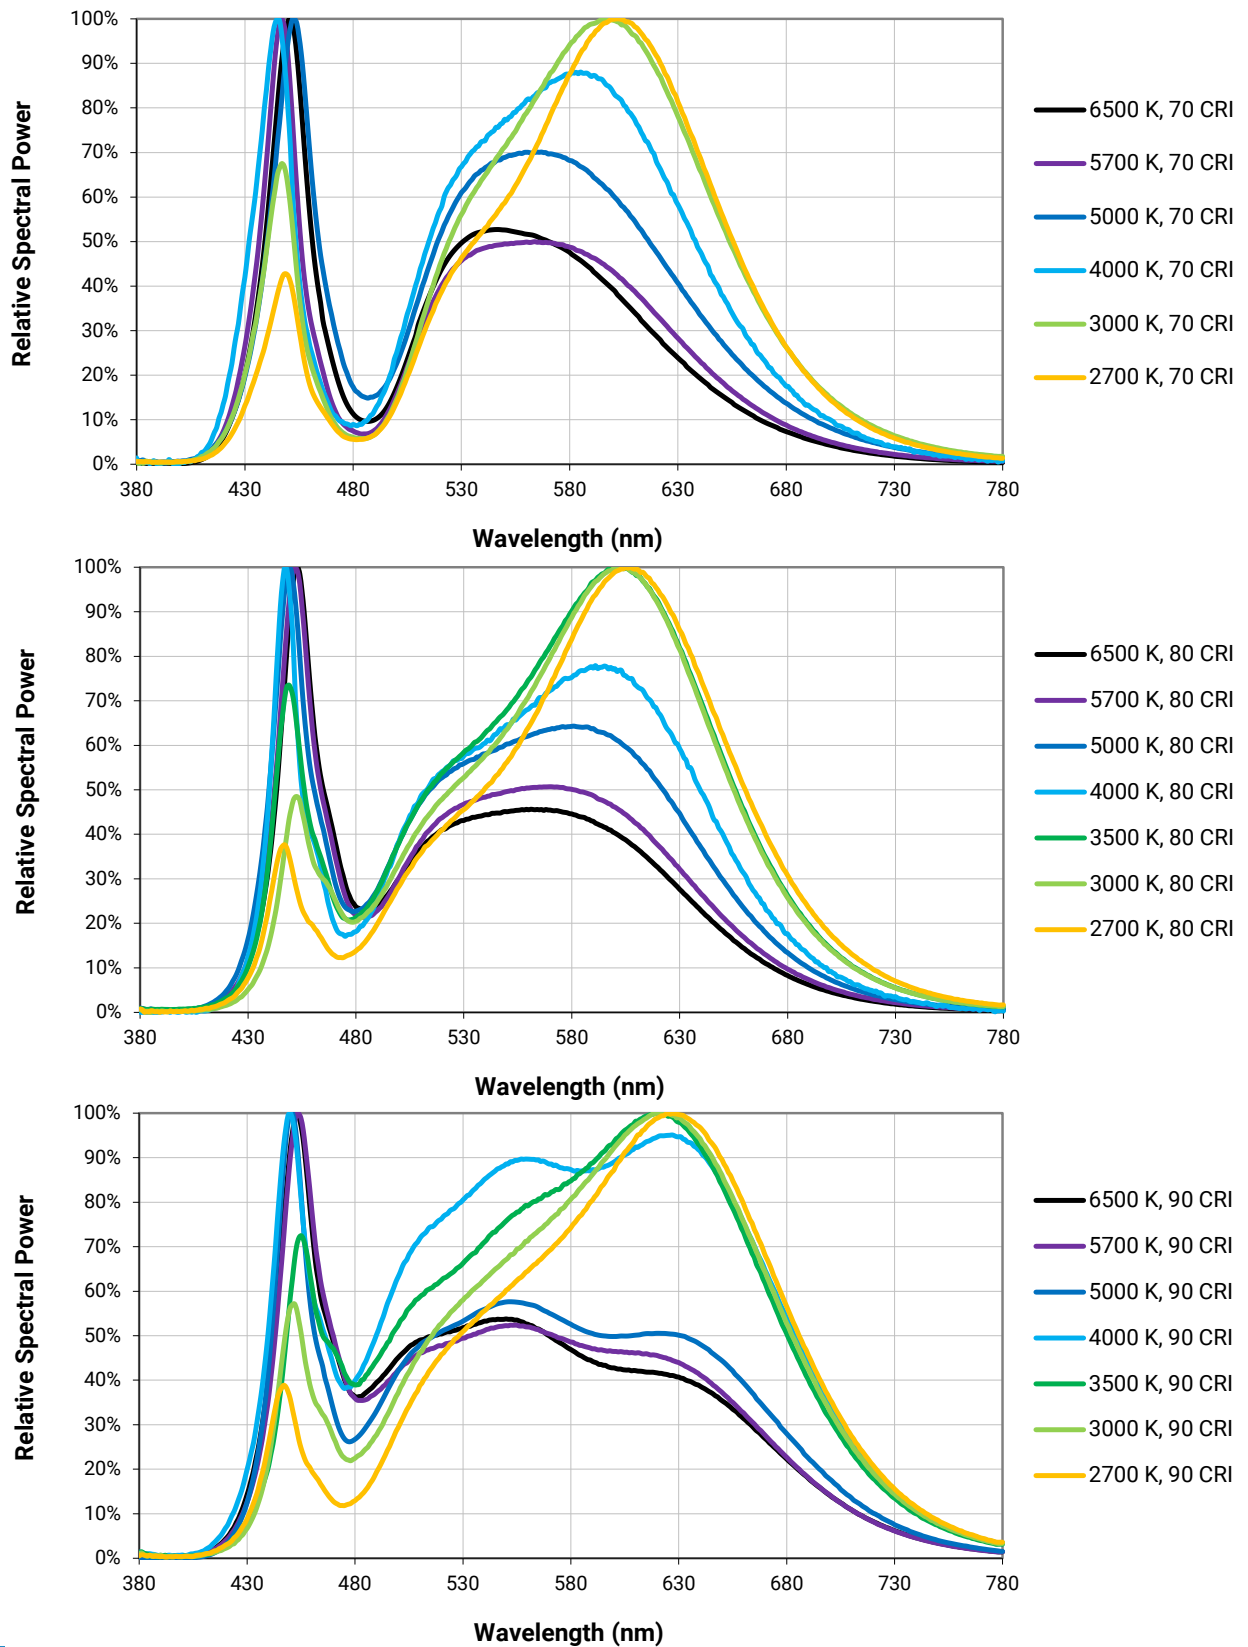 100%
90%
80%
70%
60%
50%
40%
30%
20%
10%
0%
Relative Spectral Power
380 430 480 530 580 630 680 730 780
Wavelength (nm)
6500 K, 70 CRI
5700 K, 70 CRI
5000 K, 70 CRI
4000 K, 70 CRI
3000 K, 70 CRI
2700 K, 70 CRI
100%
90%
80%
70%
60%
50%
40%
30%
20%
10%
0%
Relative Spectral Power
380 430 480 530 580 630 680 730 780
Wavelength (nm)
6500 K, 80 CRI
5700 K, 80 CRI
5000 K, 80 CRI
4000 K, 80 CRI
3500 K, 80 CRI
3000 K, 80 CRI
2700 K, 80 CRI
100%
90%
80%
70%
60%
50%
40%
30%
20%
10%
0%
Relative Spectral Power
380 430 480 530 580 630 680 730 780
Wavelength (nm)
6500 K, 90 CRI
5700 K, 90 CRI
5000 K, 90 CRI
4000 K, 90 CRI
3500 K, 90 CRI
3000 K, 90 CRI
2700 K, 90 CRI